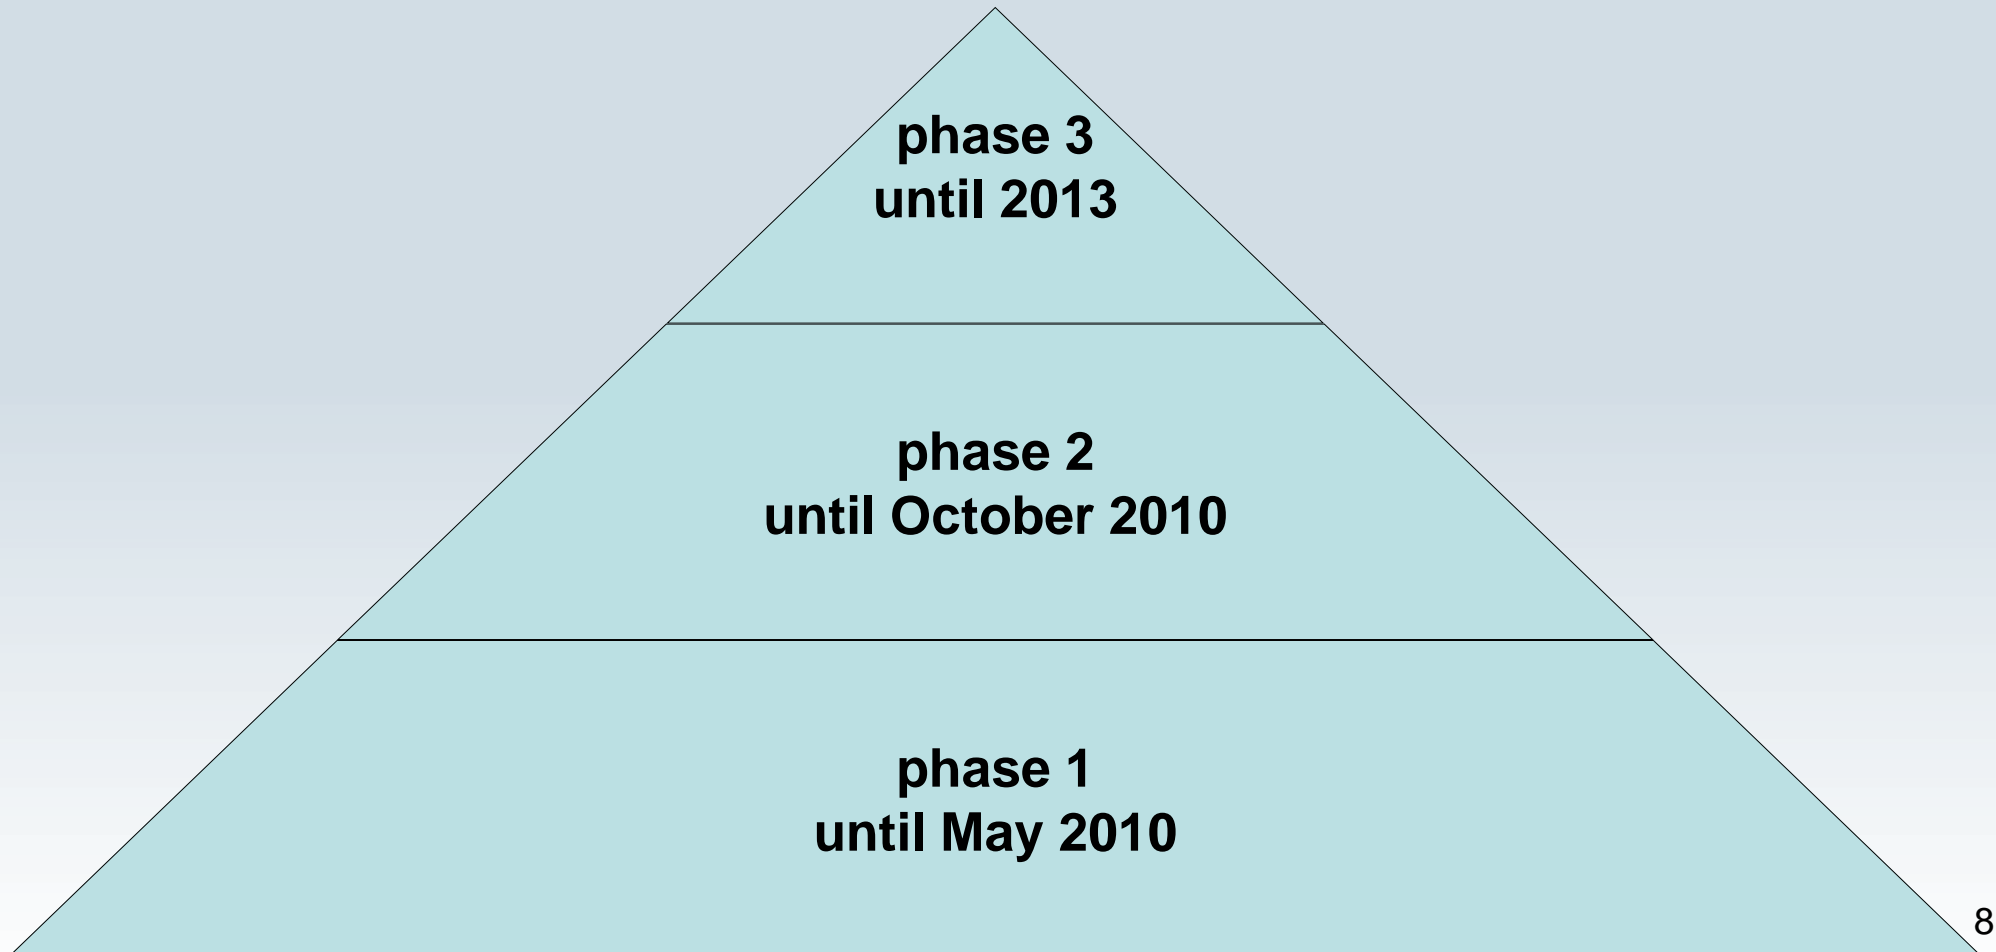 phase 3
until 2013
phase 2
until October 2010
phase 1
until May 2010
8